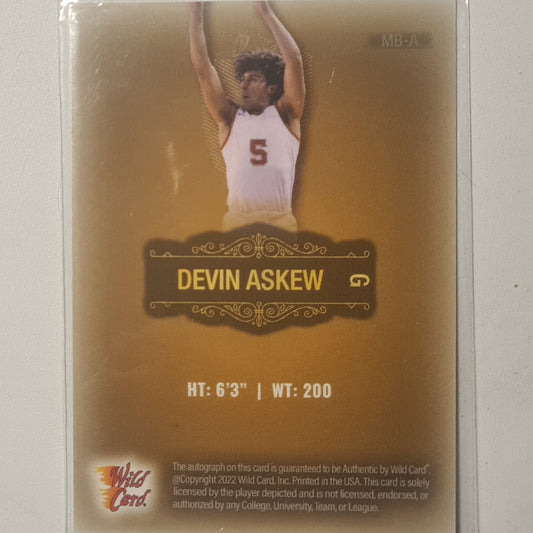 MB-A
5
DEVIN ASKEW
G
HT: 6'3" | WT: 200
Wild
Card
The autograph on this card is guaranteed to be Authentic by Wild Card®.
@Copyright 2022 Wild Card, Inc. Printed in the USA. This card is solely
licensed by the player depicted and is not licensed, endorsed, or
authorized by any College, University, Team, or League.